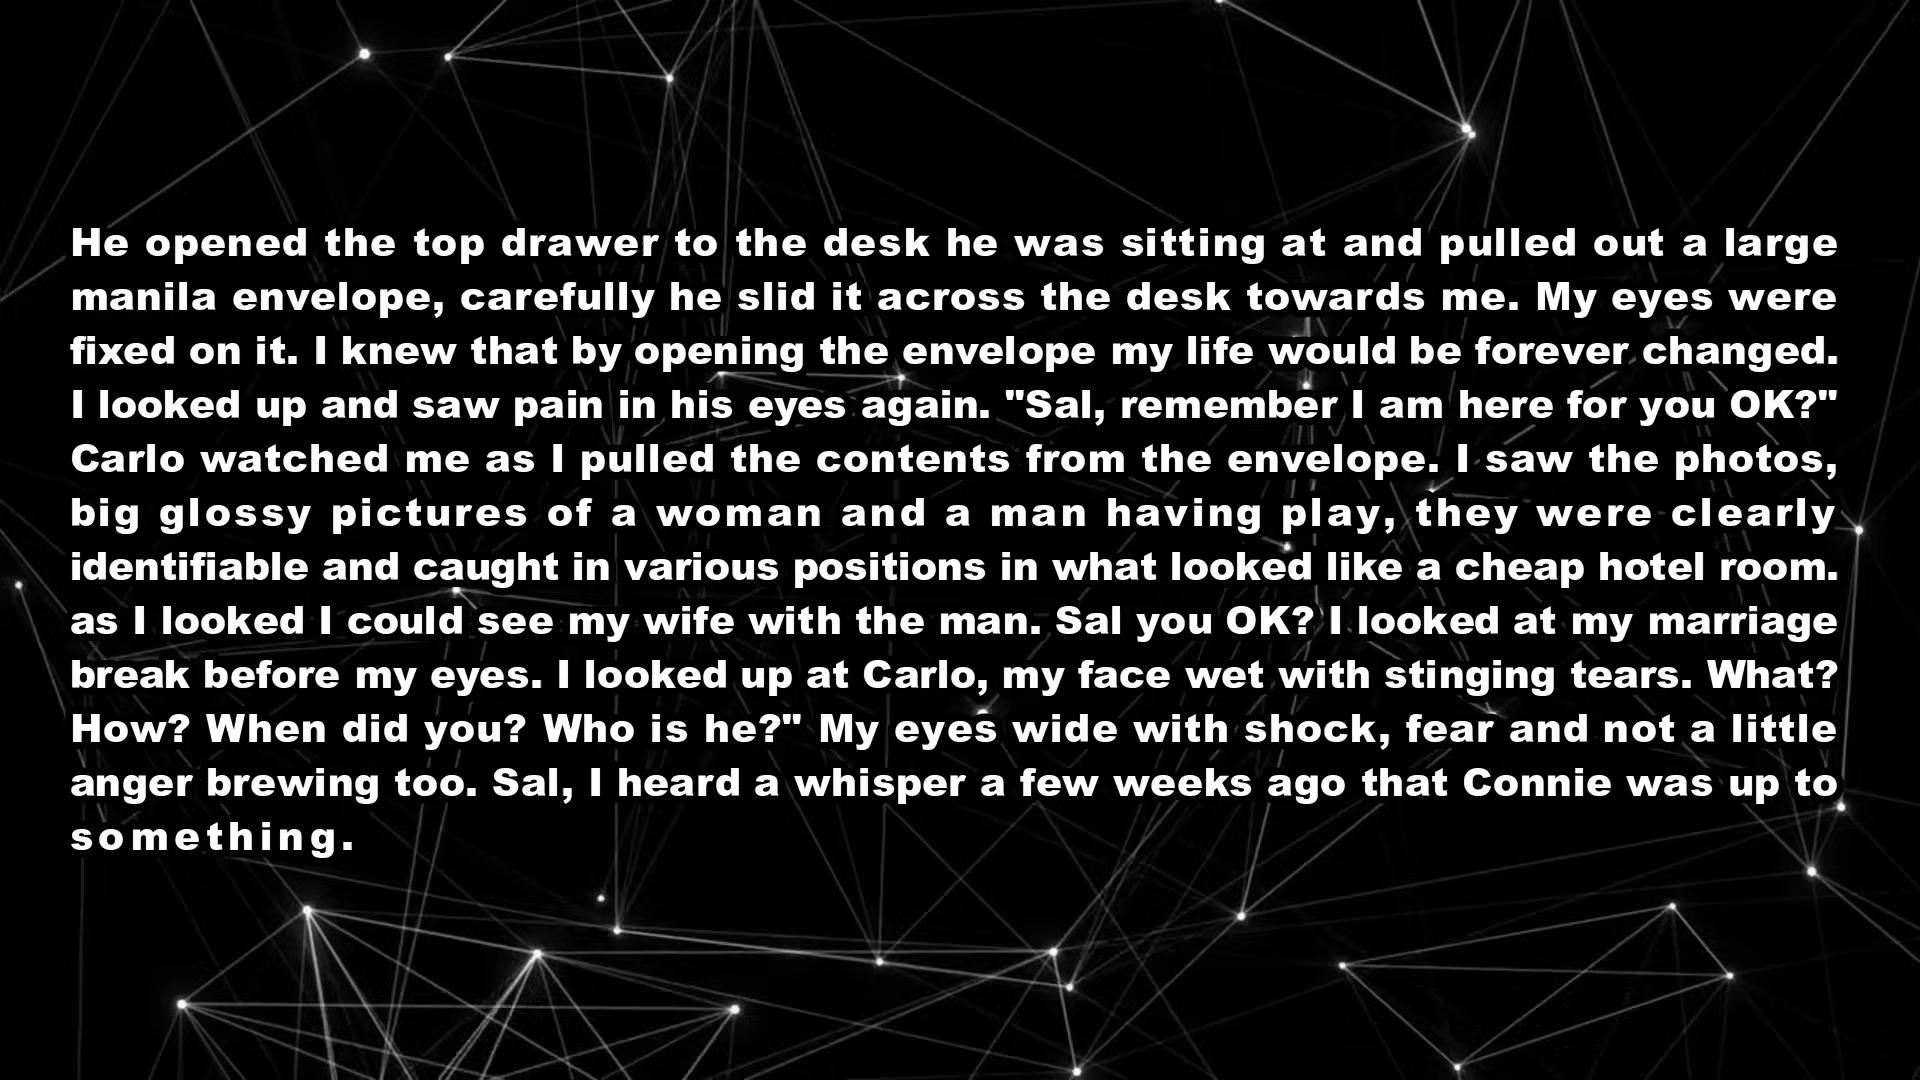 He opened the top drawer to the desk he was sitting at and pulled out a large
manila envelope, carefully he slid it across the desk towards me. My eyes were
fixed on it. I knew that by opening the envelope my life would be forever changed.
I looked up and saw pain in his eyes again. "Sal, remember I am here for you OK?"
Carlo watched me as I pulled the contents from the envelope. I saw the photos,
big glossy pictures of a woman and a man having play, they were clearly
identifiable and caught in various positions in what looked like a cheap hotel room.
as I looked I could see my wife with the man. Sal you OK? I looked at my marriage
break before my eyes. I looked up at Carlo, my face wet with stinging tears. What?
How? When did you? Who is he?" My eyes wide with shock, fear and not a little
anger brewing too. Sal, I heard a whisper a few weeks ago that Connie was up to
something.